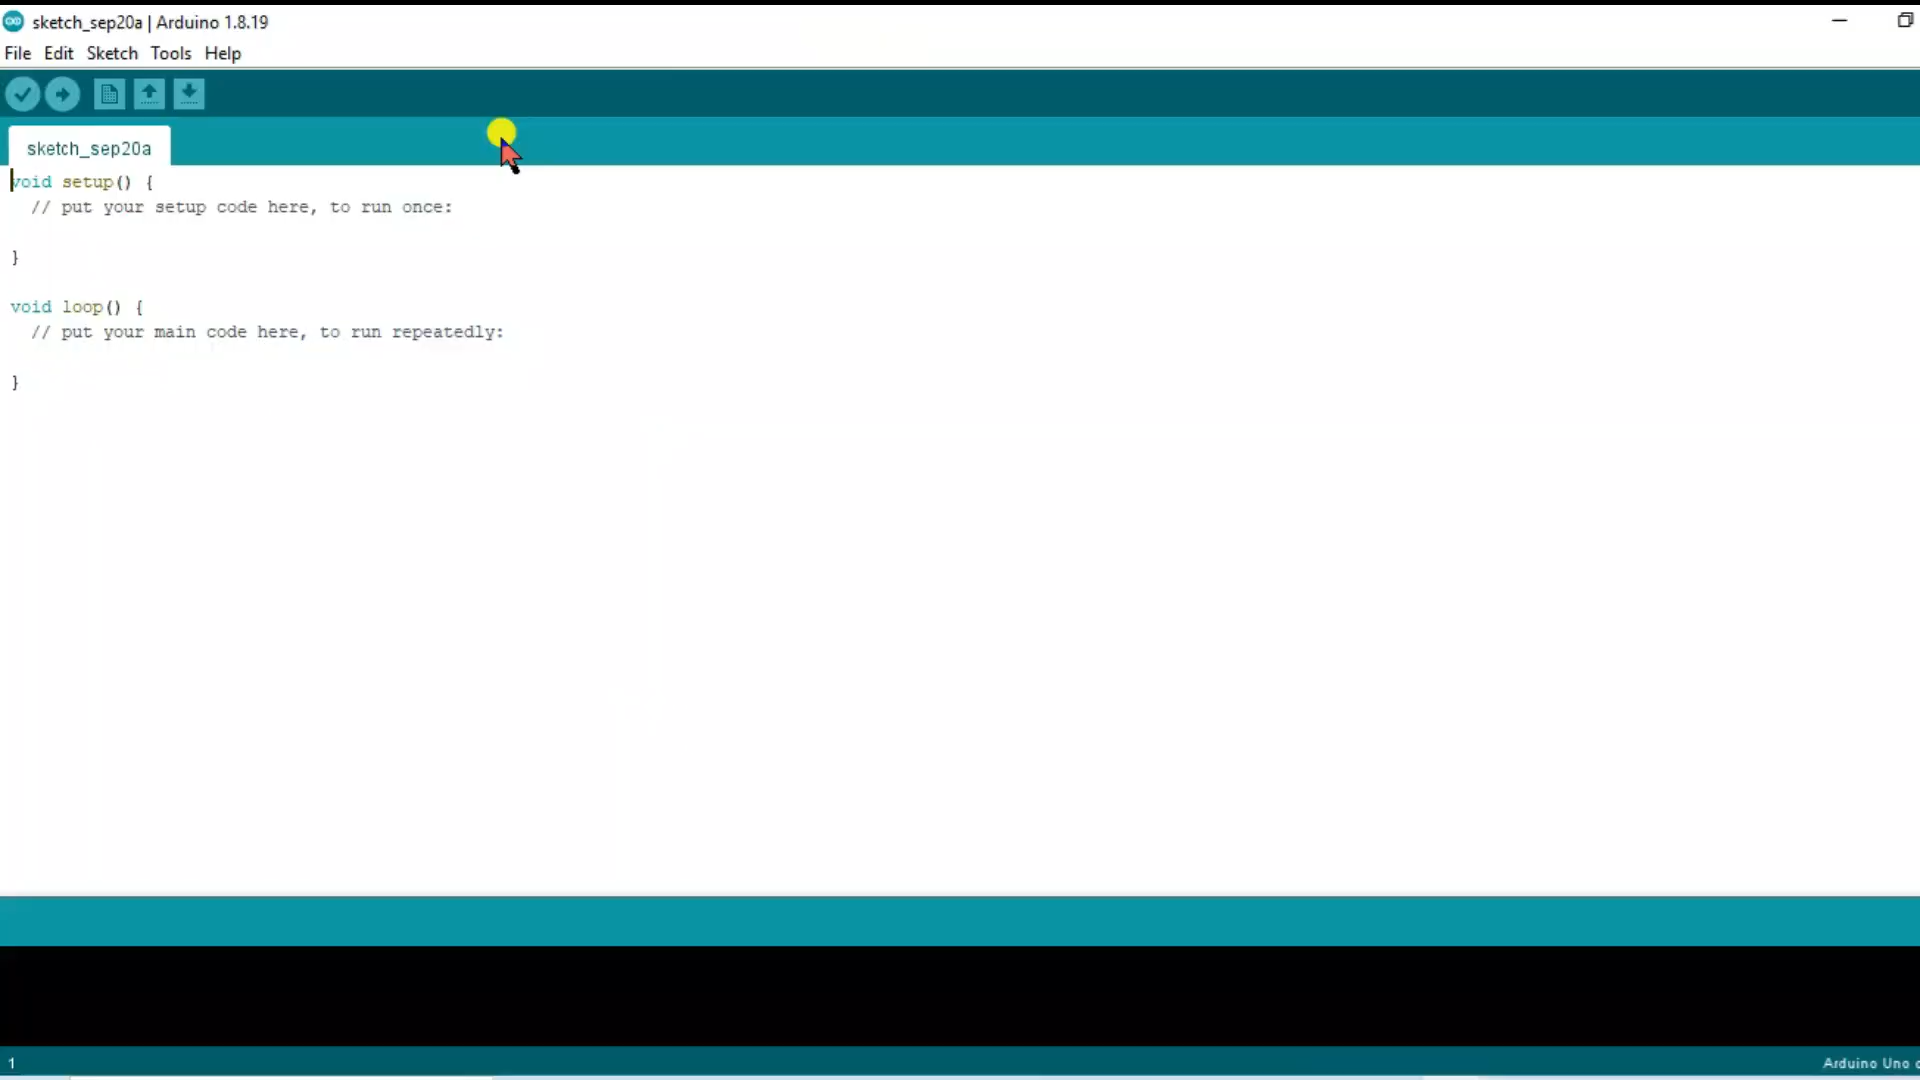 sketch_sep20a | Arduino 1.8.19
File Edit Sketch Tools Help
sketch_sep20a
void setup() {
  // put your setup code here, to run once:
}
void loop() {
  // put your main code here, to run repeatedly:
}
1
Arduino Uno